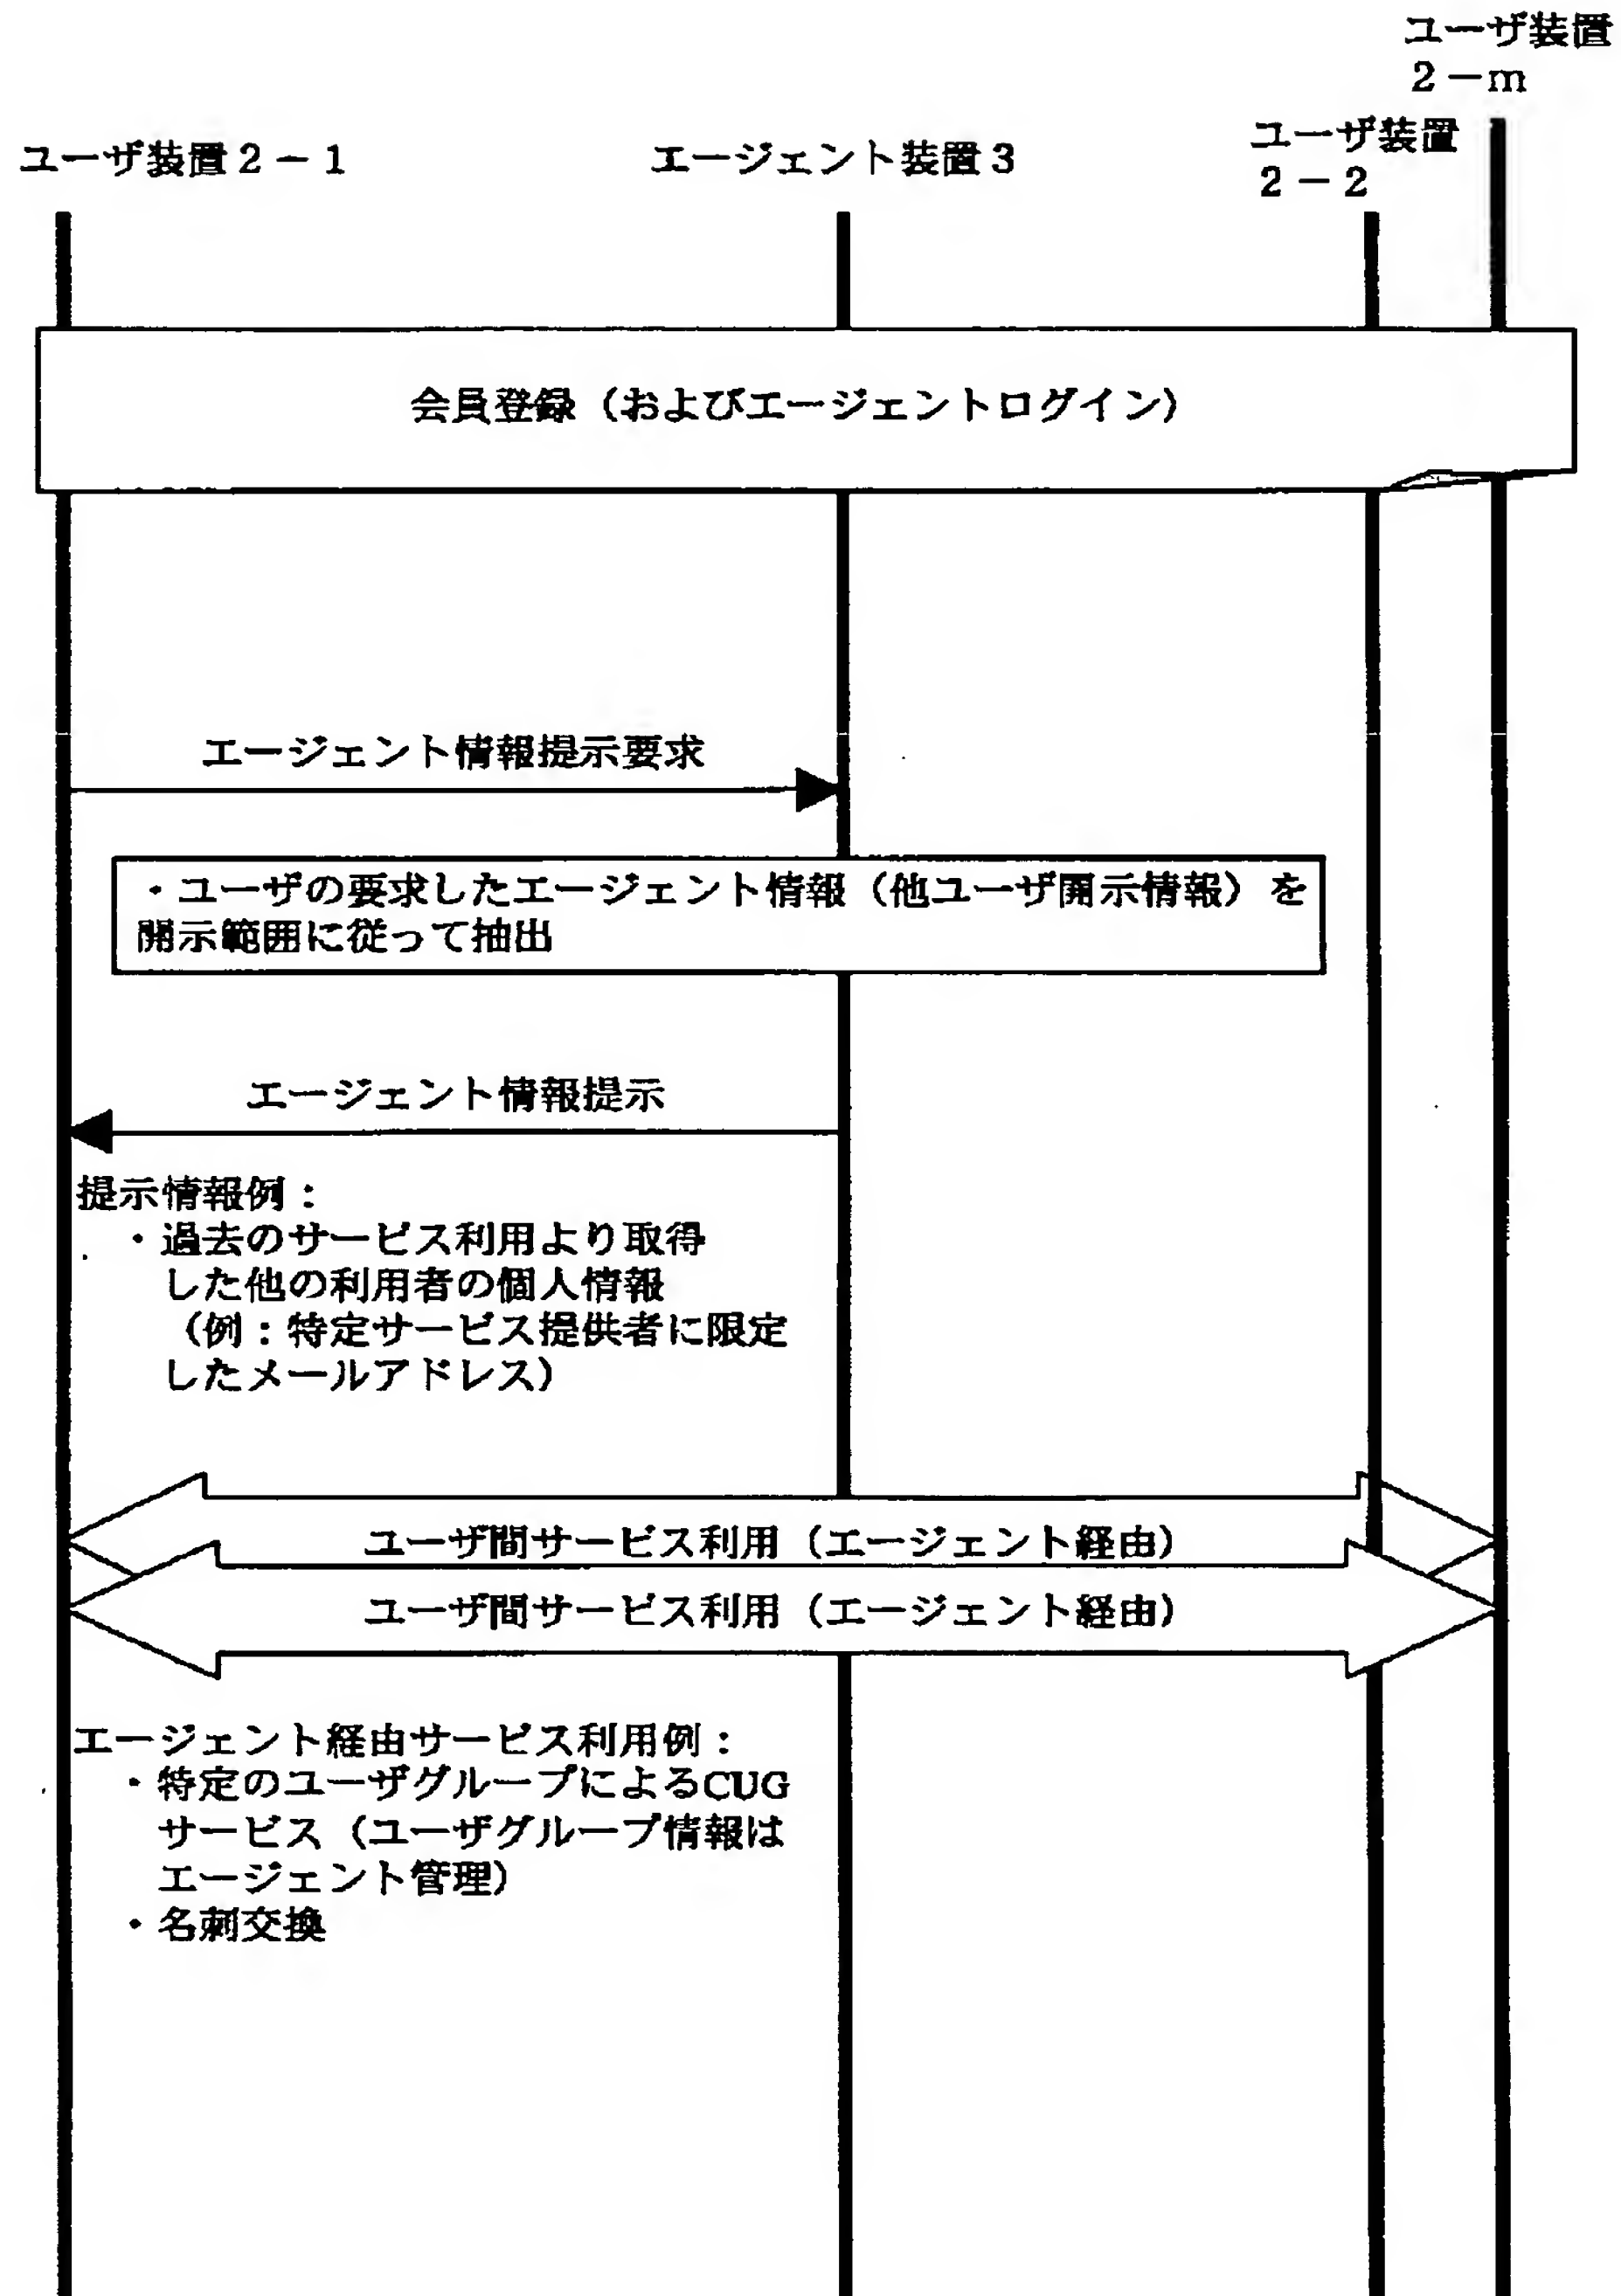 ユーザ装置
2－m
ユーザ装置2－1
エージェント装置3
ユーザ装置
2－2
会員登録（およびエージェントログイン）
エージェント情報提示要求
・ユーザの要求したエージェント情報（他ユーザ開示情報）を
開示範囲に従って抽出
エージェント情報提示
提示情報例：
・過去のサービス利用より取得
した他の利用者の個人情報
（例：特定サービス提供者に限定
したメールアドレス）
ユーザ間サービス利用（エージェント経由）
ユーザ間サービス利用（エージェント経由）
エージェント経由サービス利用例：
・特定のユーザグループによるCUG
サービス（ユーザグループ情報は
エージェント管理）
・名刺交換